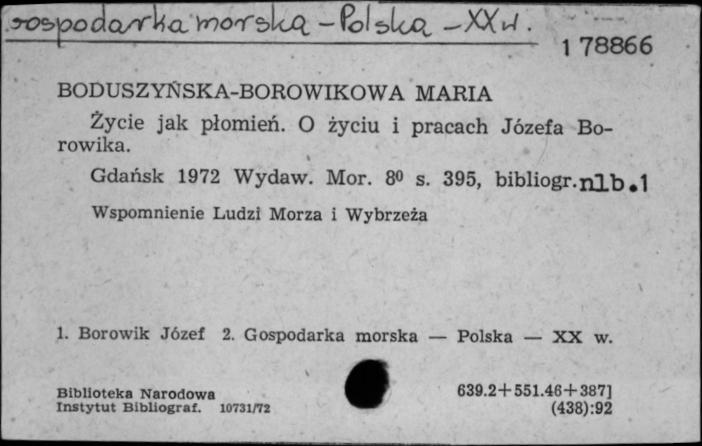 gospodarka morska – Polska – XX w.
1 78866
BODUSZYŃSKA-BOROWIKOWA MARIA
Życie jak płomień. O życiu i pracach Józefa Bo-
rowika.
Gdańsk 1972 Wydaw. Mor. 8⁰ s. 395, bibliogr. nlb.1
Wspomnienie Ludzi Morza i Wybrzeża
1. Borowik Józef 2. Gospodarka morska — Polska — XX w.
Biblioteka Narodowa 639.2+551.46+387]
Instytut Bibliograf. 10731/72 (438):92